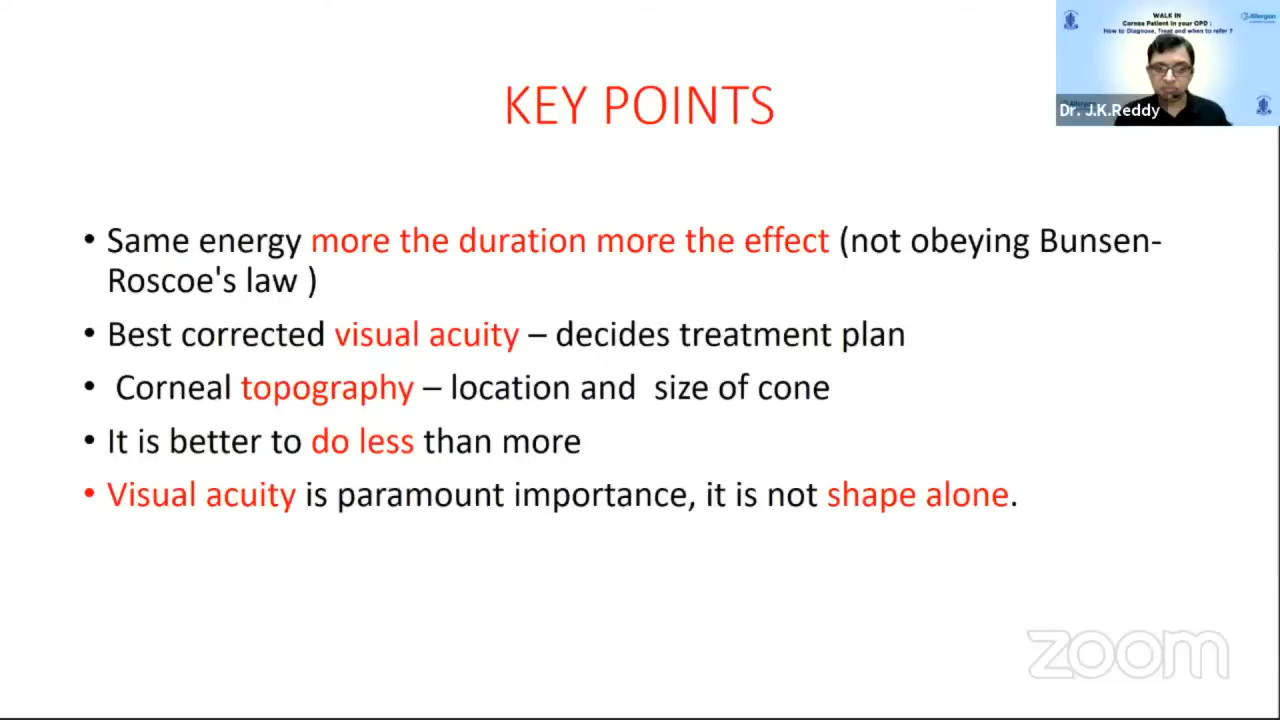 WALK IN
Cornea Patient in your OPD :
How to Diagnose, Treat and when to refer ?
Allergan
Dr. J.K.Reddy
KEY POINTS
• Same energy more the duration more the effect (not obeying Bunsen-
Roscoe's law )
• Best corrected visual acuity – decides treatment plan
• Corneal topography – location and size of cone
• It is better to do less than more
• Visual acuity is paramount importance, it is not shape alone.
zoom